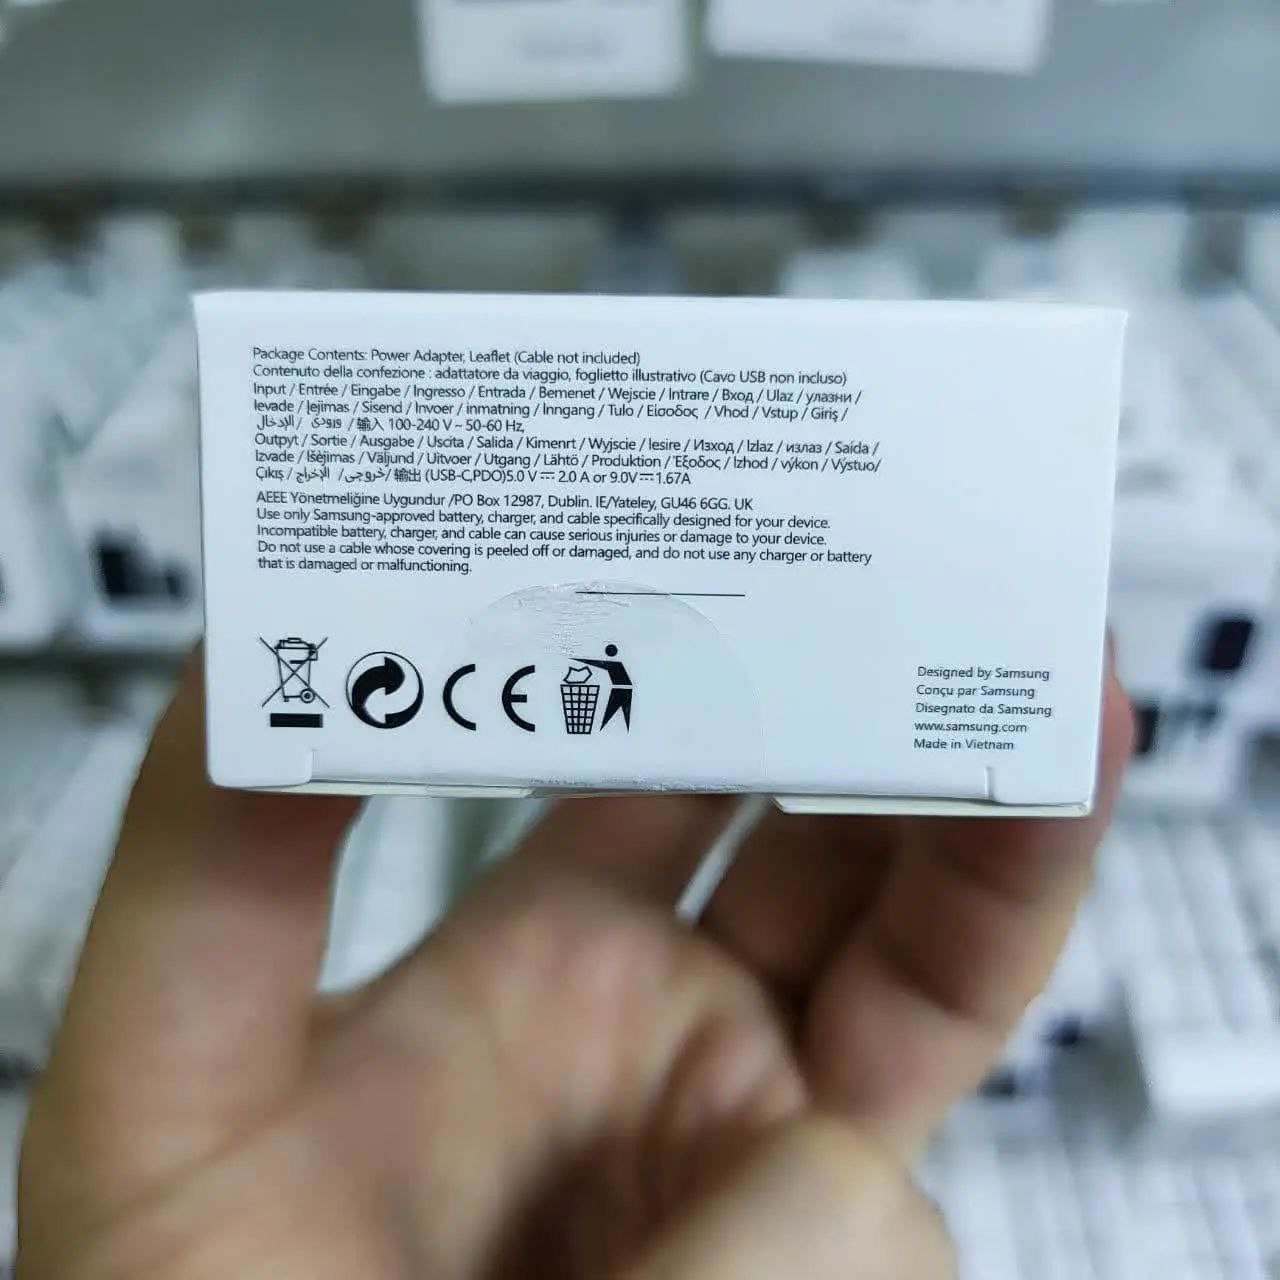 Package Contents: Power Adapter, Leaflet (Cable not included)
Contenuto della confezione : adattatore da viaggio, foglietto illustrativo (Cavo USB non incluso)
Input / Entrée / Eingabe / Ingresso / Entrada / Bemenet / Wejscie / Intrare / Вход / Ulaz / улазни /
Ievade / Įejimas / Sisend / Invoer / inmatning / Inngang / Tulo / Είσοδος / Vhod / Vstup / Giriş /
الإدخال / ورودی / 输入 100-240 V ~ 50-60 Hz,
Outpyt / Sortie / Ausgabe / Uscita / Salida / Kimenrt / Wyjscie / Iesire / Изход / Izlaz / излаз / Saída /
Izvade / Išėjimas / Väljund / Uitvoer / Utgang / Lähtö / Produktion / Έξοδος / Izhod / výkon / Výstuo/
Çıkış / الإخراج / خروجی / 输出 (USB-C,PDO)5.0 V ⎓ 2.0 A or 9.0V⎓1.67A
AEEE Yönetmeliğine Uygundur /PO Box 12987, Dublin. IE/Yateley, GU46 6GG. UK
Use only Samsung-approved battery, charger, and cable specifically designed for your device.
Incompatible battery, charger, and cable can cause serious injuries or damage to your device.
Do not use a cable whose covering is peeled off or damaged, and do not use any charger or battery
that is damaged or malfunctioning.
CE
Designed by Samsung
Conçu par Samsung
Disegnato da Samsung
www.samsung.com
Made in Vietnam